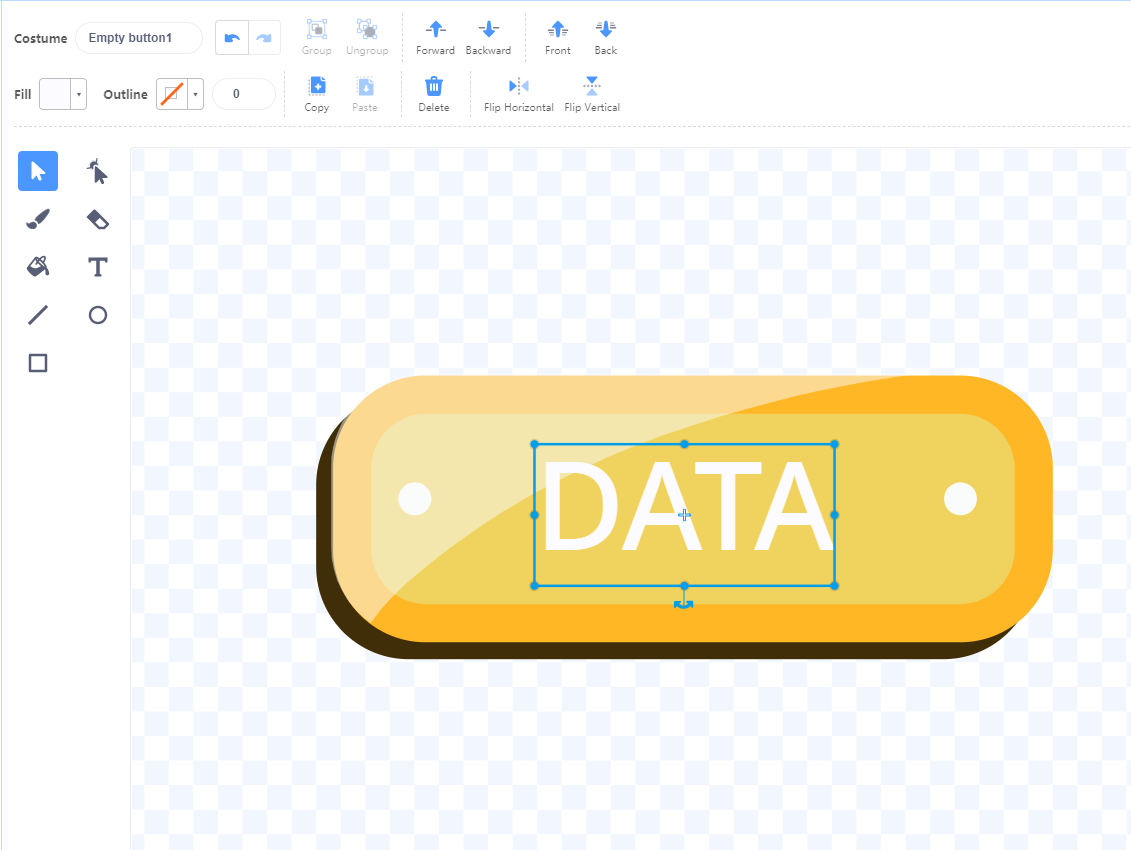 Costume Empty button1 Group Ungroup Forward Backward Front Back
Fill Outline 0 Copy Paste Delete Flip Horizontal Flip Vertical
T
DATA